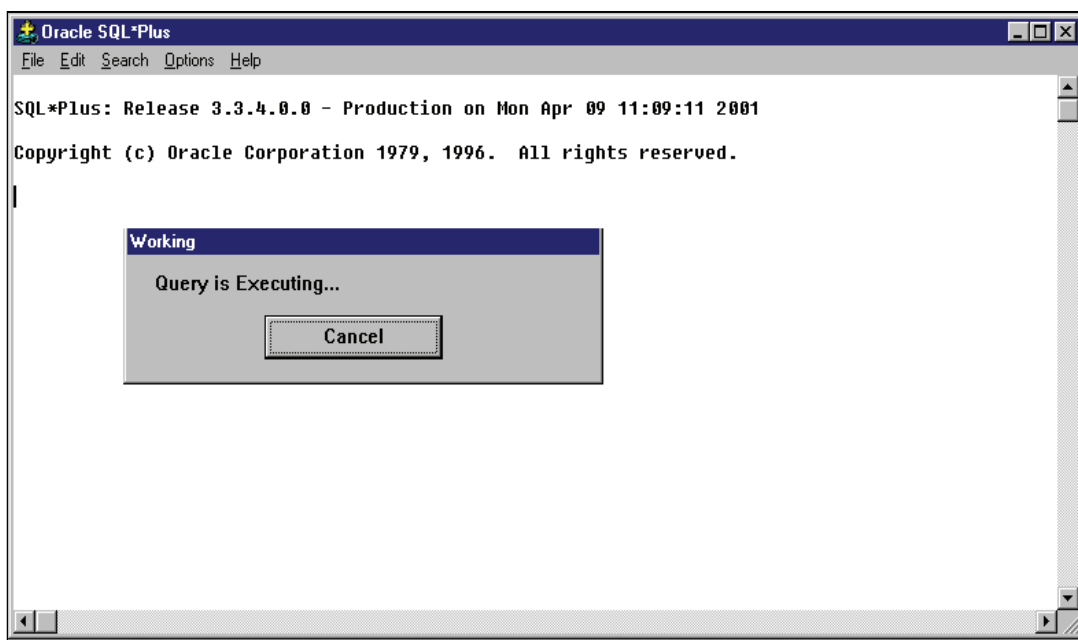 Oracle SQL*Plus
File Edit Search Options Help
SQL*Plus: Release 3.3.4.0.0 - Production on Mon Apr 09 11:09:11 2001
Copyright (c) Oracle Corporation 1979, 1996.  All rights reserved.
Working
Query is Executing...
Cancel